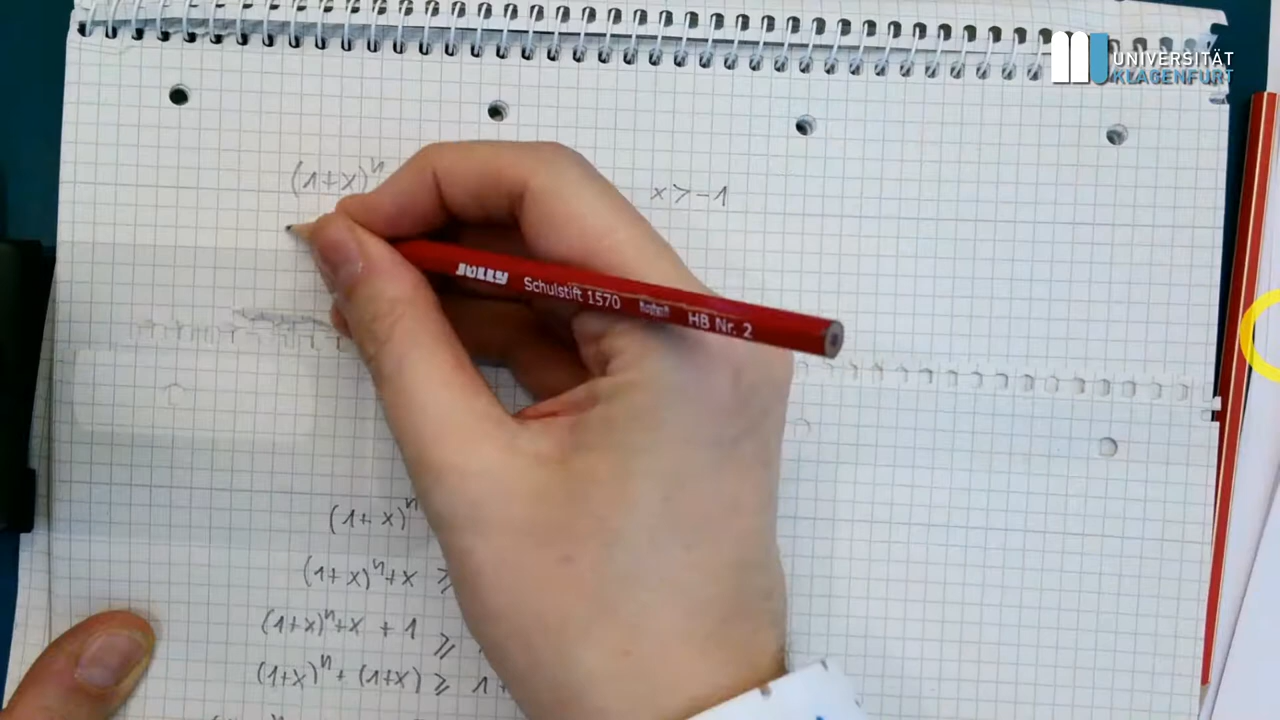 UNIVERSITÄT
KLAGENFURT
(1+x)ⁿ x > -1
JOLLY Schulstift 1570 HB Nr. 2
(1+x)ⁿ
(1+x)ⁿ+x ≥
(1+x)ⁿ+x + 1 ≥
(1+x)ⁿ + (1+x) ≥ 1+